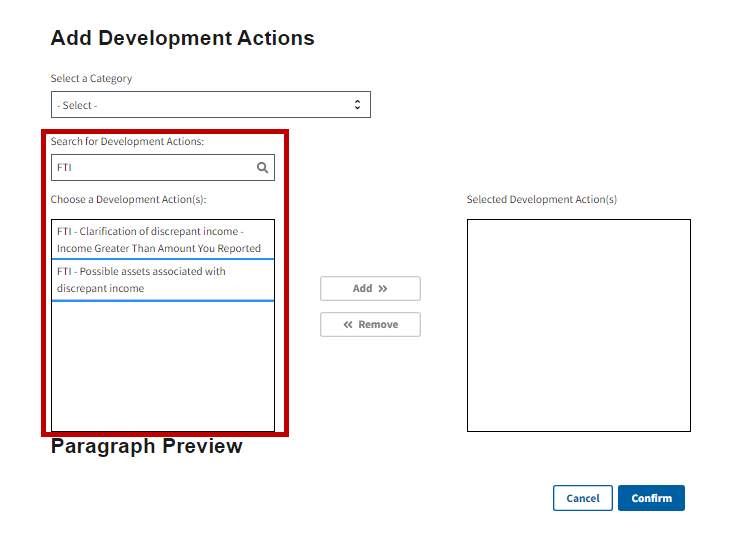 Add Development Actions
Select a Category
- Select -
Search for Development Actions:
FTI
Choose a Development Action(s):
Selected Development Action(s)
FTI - Clarification of discrepant income -
Income Greater Than Amount You Reported
FTI - Possible assets associated with
discrepant income
Add »
« Remove
Paragraph Preview
Cancel
Confirm